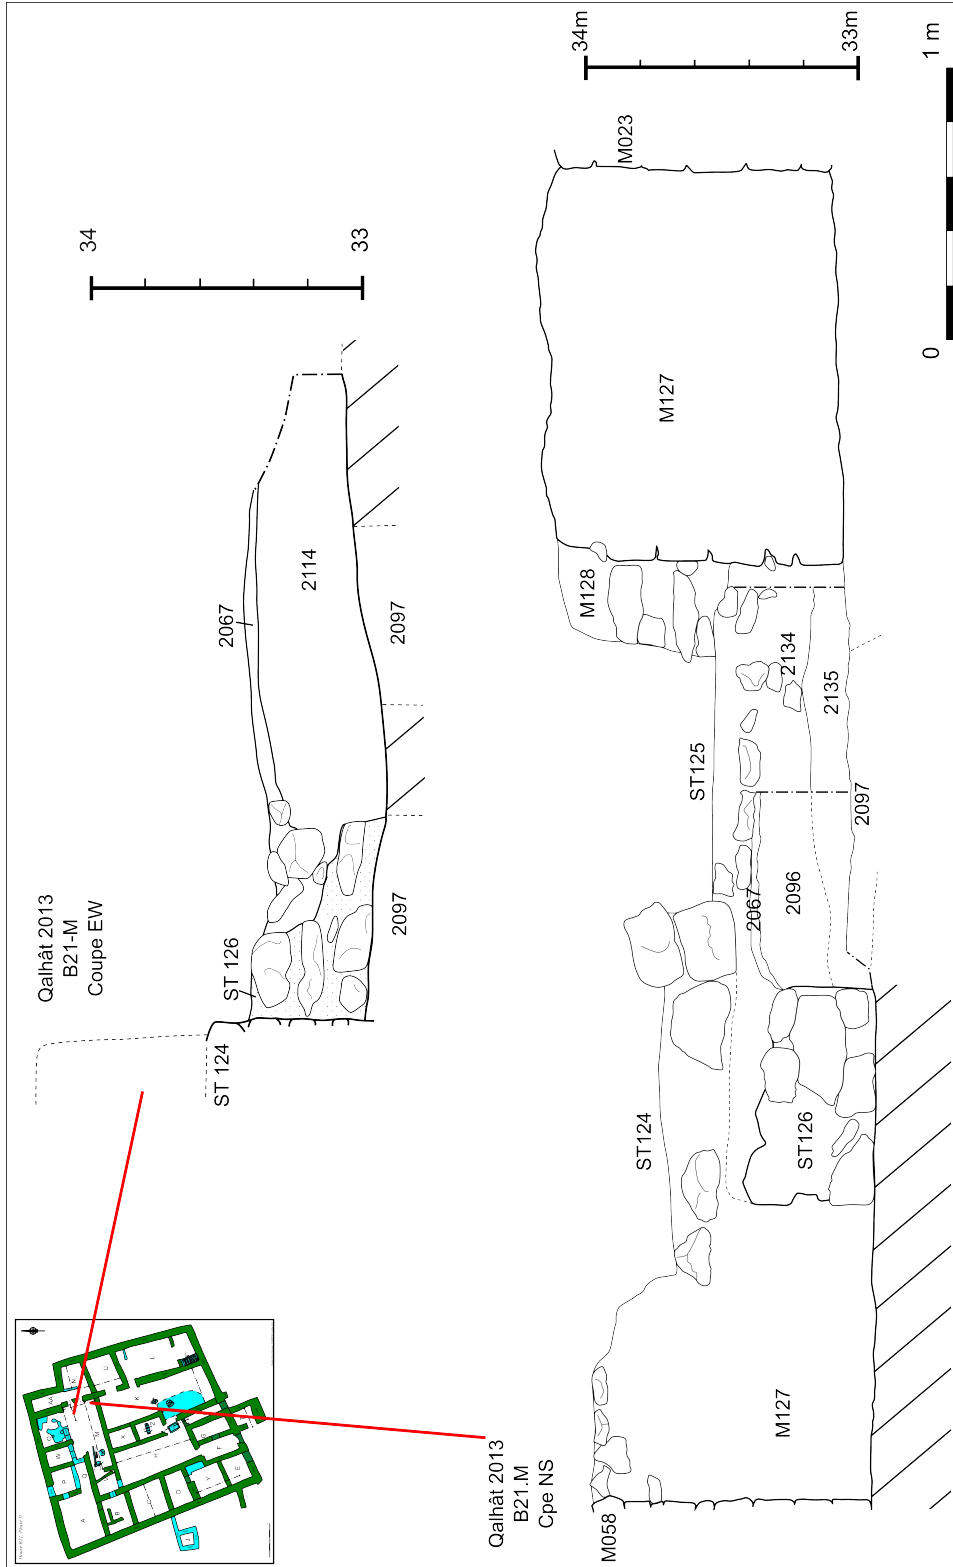 Qalhât 2013
B21-M
Coupe EW
34
33
2067
2114
2097
2097
ST 126
ST 124
34m
33m
1 m
0
M023
M127
M128
2134
2135
ST125
2097
2067
2096
ST124
ST126
M127
M058
Qalhât 2013
B21.M
Cpe NS